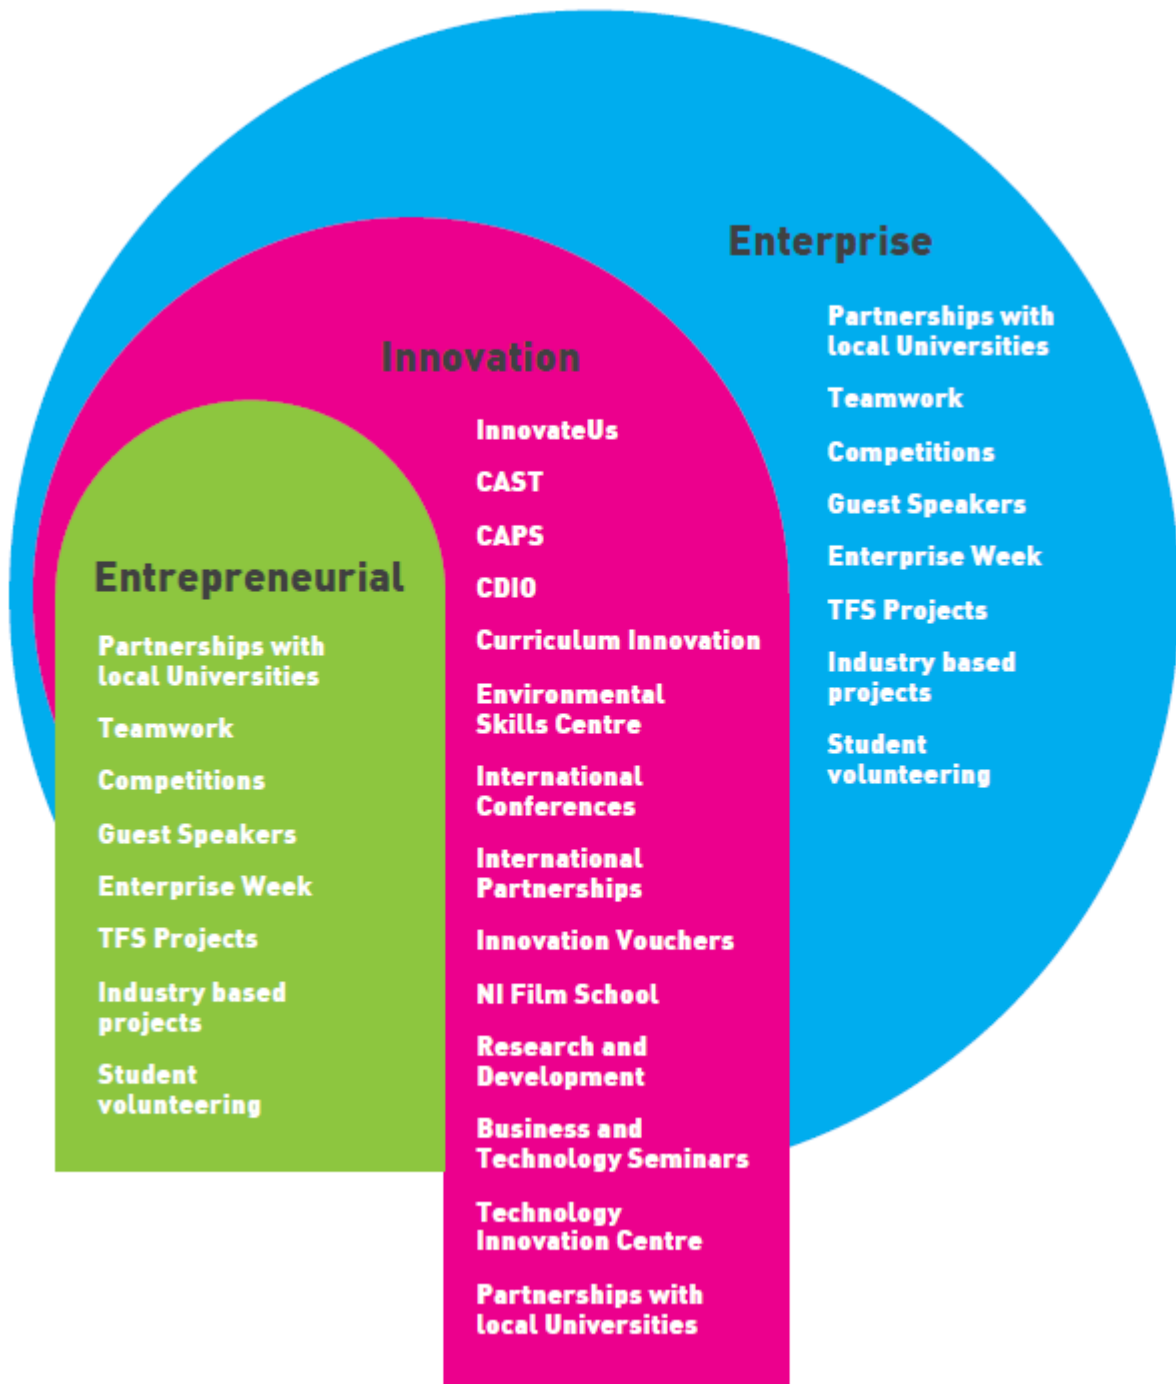 Enterprise
Partnerships with
local Universities
Teamwork
Competitions
Guest Speakers
Enterprise Week
TFS Projects
Industry based
projects
Student
volunteering
Innovation
InnovateUs
CAST
CAPS
CDIO
Curriculum Innovation
Environmental
Skills Centre
International
Conferences
International
Partnerships
Innovation Vouchers
NI Film School
Research and
Development
Business and
Technology Seminars
Technology
Innovation Centre
Partnerships with
local Universities
Entrepreneurial
Partnerships with
local Universities
Teamwork
Competitions
Guest Speakers
Enterprise Week
TFS Projects
Industry based
projects
Student
volunteering